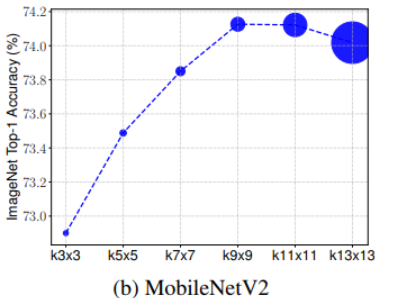 74.2
74.0
73.8
73.6
73.4
73.2
73.0
ImageNet Top-1 Accuracy (%)
k3x3 k5x5 k7x7 k9x9 k11x11 k13x13
(b) MobileNetV2